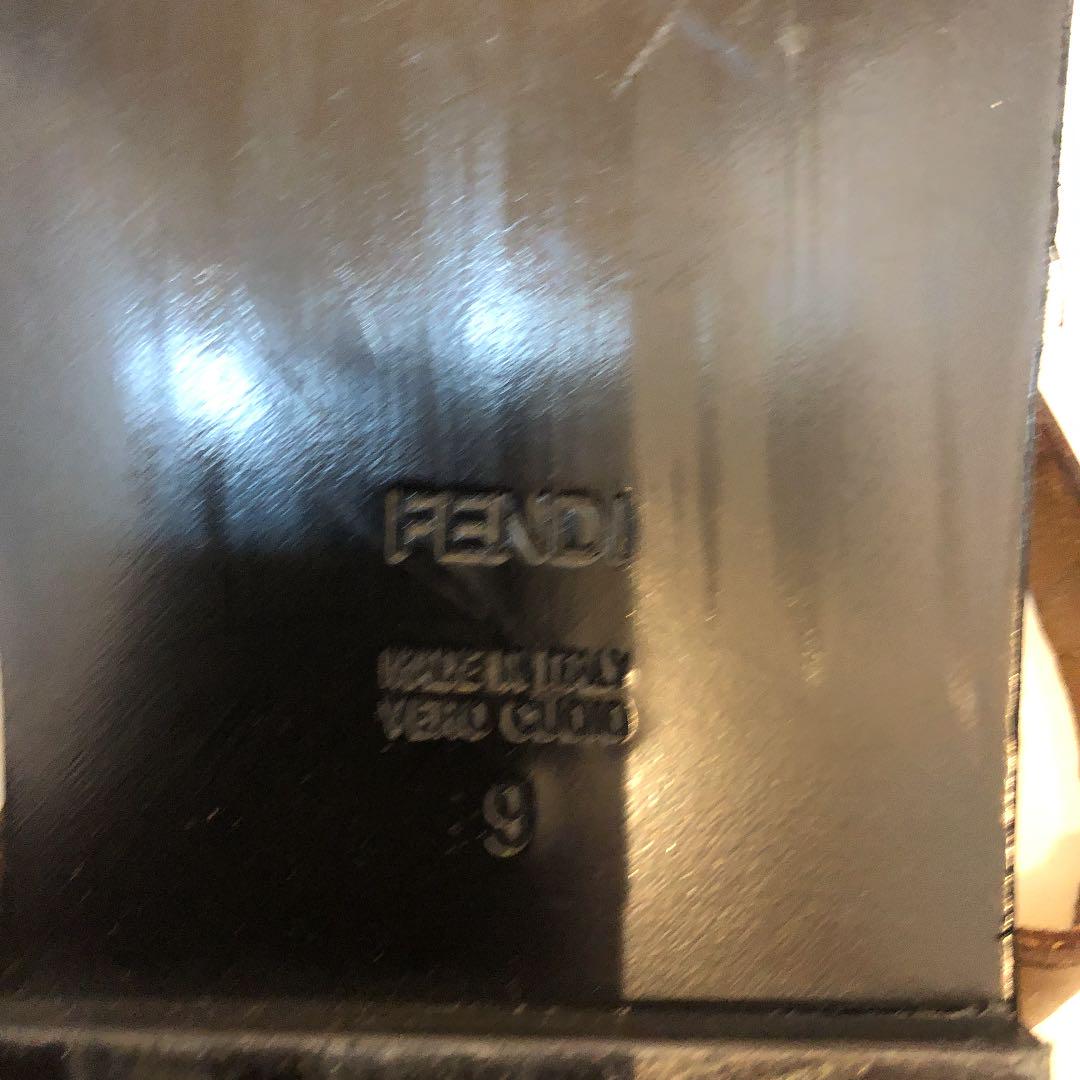 FENDI
MADE IN ITALY
VERO CUOIO
9